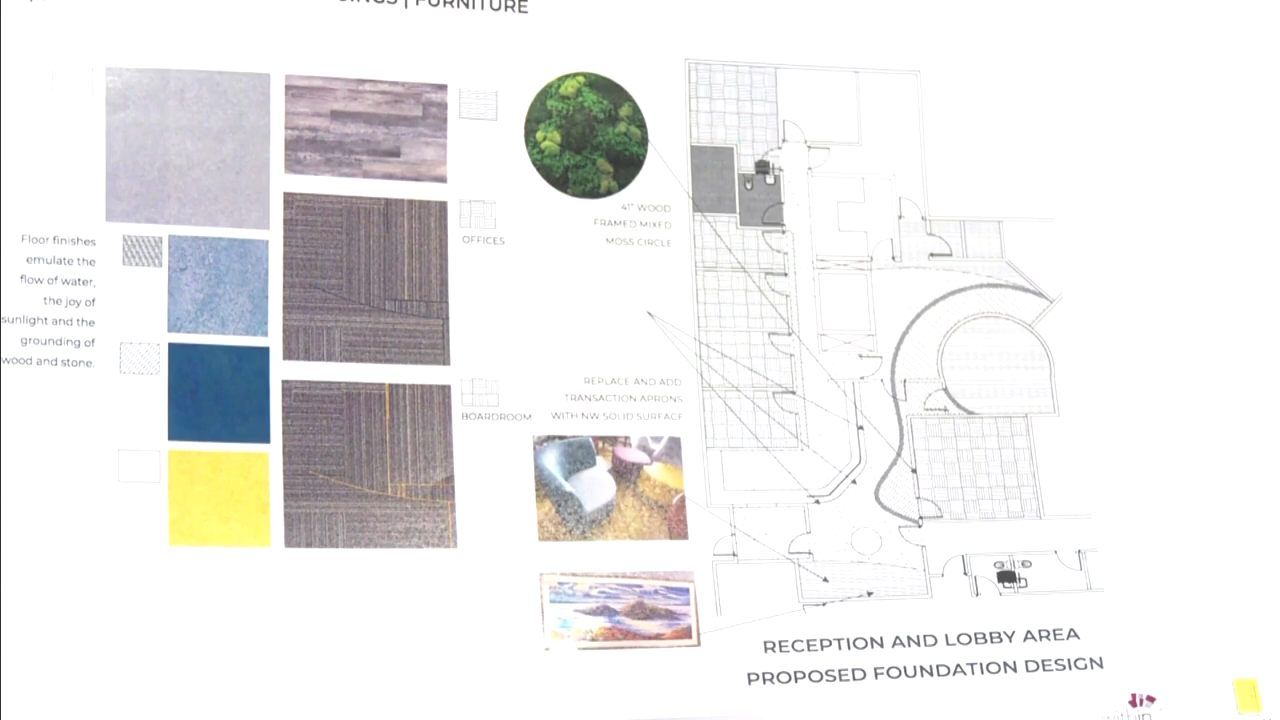 FURNITURE
Floor finishes
emulate the
flow of water,
the joy of
sunlight and the
grounding of
wood and stone.
OFFICES
BOARDROOM
41" WOOD
FRAMED MIXED
MOSS CIRCLE
REPLACE AND ADD
TRANSACTION APRONS
WITH NW SOLID SURFACE
RECEPTION AND LOBBY AREA
PROPOSED FOUNDATION DESIGN
within